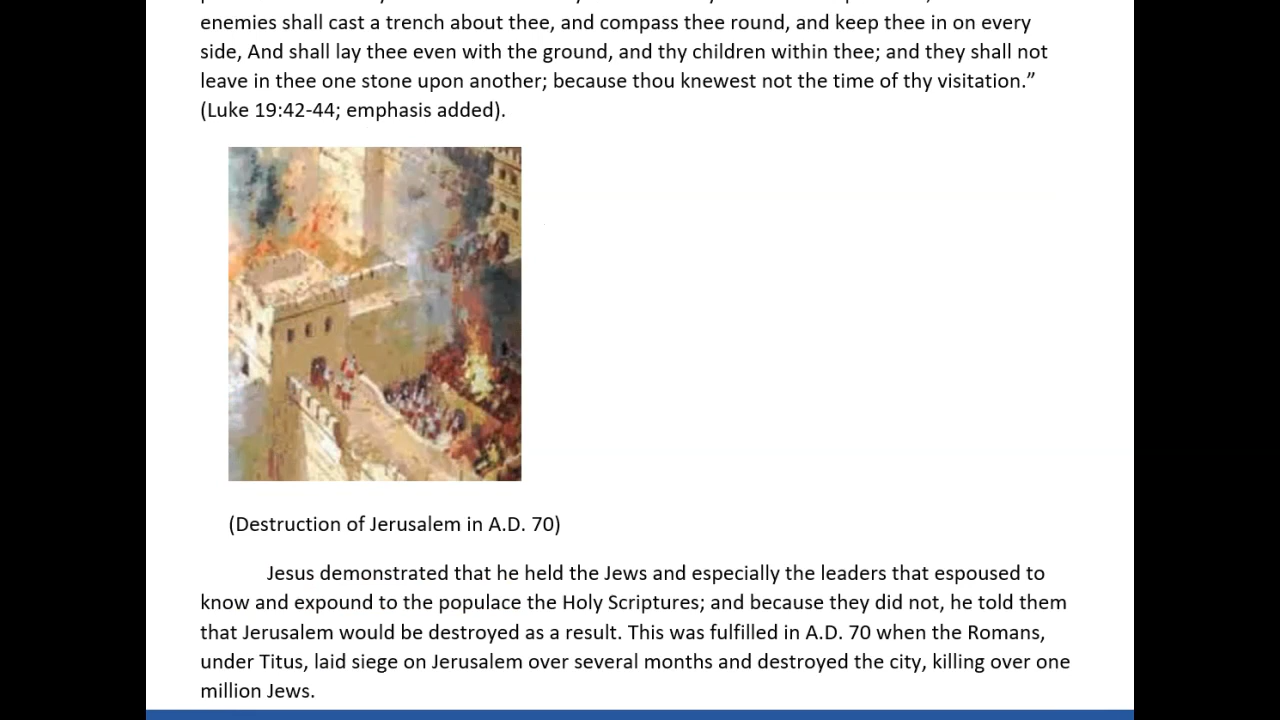 enemies shall cast a trench about thee, and compass thee round, and keep thee in on every
side, And shall lay thee even with the ground, and thy children within thee; and they shall not
leave in thee one stone upon another; because thou knewest not the time of thy visitation.”
(Luke 19:42-44; emphasis added).
(Destruction of Jerusalem in A.D. 70)
Jesus demonstrated that he held the Jews and especially the leaders that espoused to
know and expound to the populace the Holy Scriptures; and because they did not, he told them
that Jerusalem would be destroyed as a result. This was fulfilled in A.D. 70 when the Romans,
under Titus, laid siege on Jerusalem over several months and destroyed the city, killing over one
million Jews.